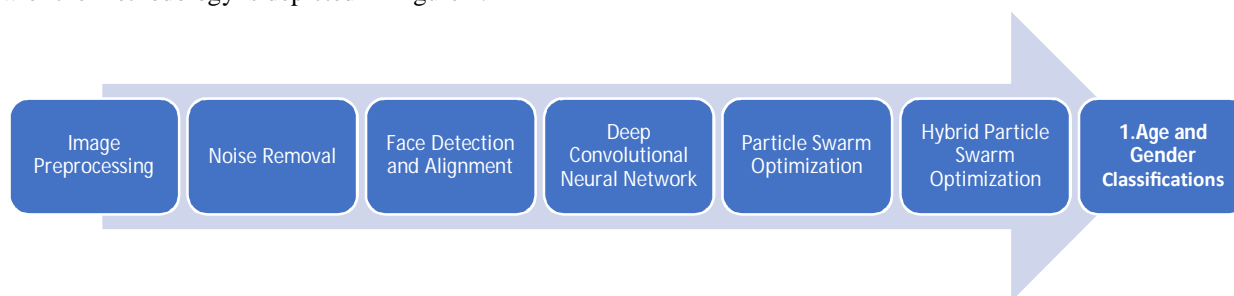 Image
Preprocessing
Noise Removal
Face Detection
and Alignment
Deep
Convolutional
Neural Network
Particle Swarm
Optimization
Hybrid Particle
Swarm
Optimization
1.Age and
Gender
Classifications